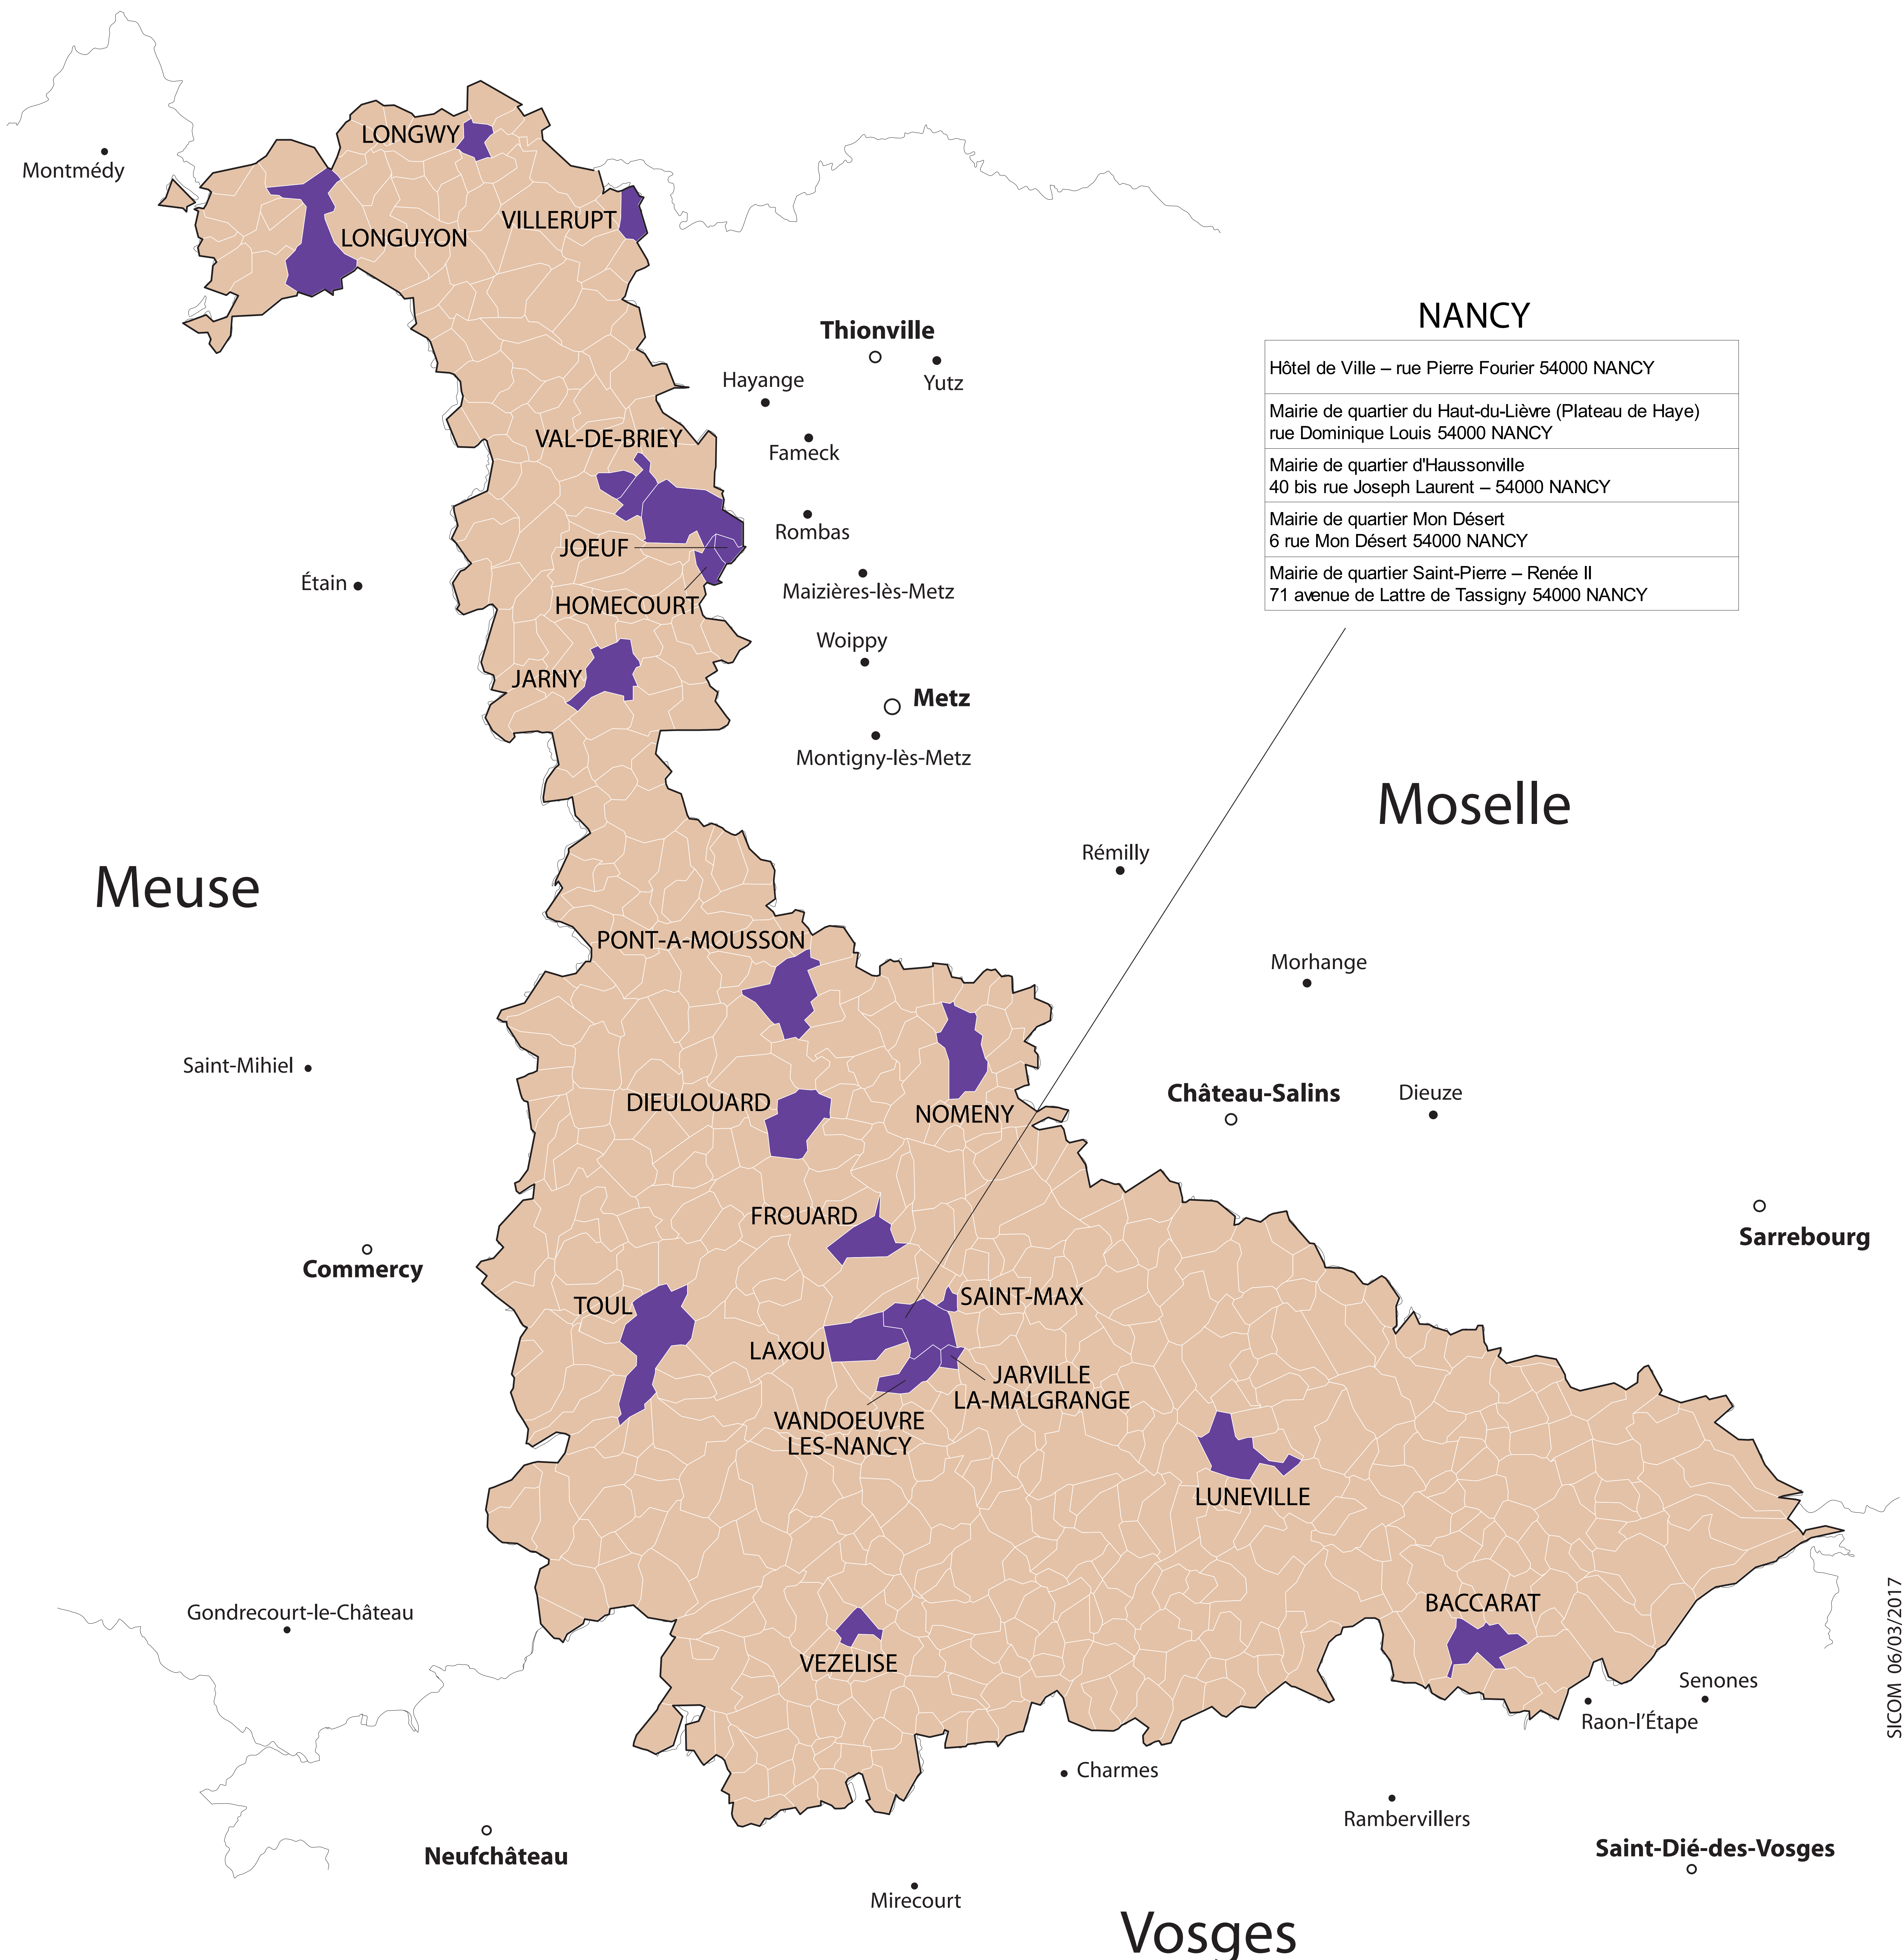 LONGWY
Montmédy
VILLERUPT
LONGUYON
NANCY
Hôtel de Ville – rue Pierre Fourier 54000 NANCY
Mairie de quartier du Haut-du-Lièvre (Plateau de Haye)
rue Dominique Louis 54000 NANCY
Mairie de quartier d'Haussonville
40 bis rue Joseph Laurent – 54000 NANCY
Mairie de quartier Mon Désert
6 rue Mon Désert 54000 NANCY
Mairie de quartier Saint-Pierre – Renée II
71 avenue de Lattre de Tassigny 54000 NANCY
Thionville
Hayange
Yutz
VAL-DE-BRIEY
Fameck
Rombas
JOEUF
Étain
Maizières-lès-Metz
HOMECOURT
Woippy
JARNY
Metz
Montigny-lès-Metz
Moselle
Rémilly
Meuse
PONT-A-MOUSSON
Morhange
Saint-Mihiel
Château-Salins
Dieuze
DIEULOUARD
NOMENY
FROUARD
Sarrebourg
Commercy
SAINT-MAX
TOUL
LAXOU
JARVILLE
LA-MALGRANGE
VANDOEUVRE
LES-NANCY
LUNEVILLE
BACCARAT
Gondrecourt-le-Château
VEZELISE
Senones
Raon-l’Étape
SICOM 06/03/2017
Charmes
Rambervillers
Saint-Dié-des-Vosges
Neufchâteau
Mirecourt
Vosges